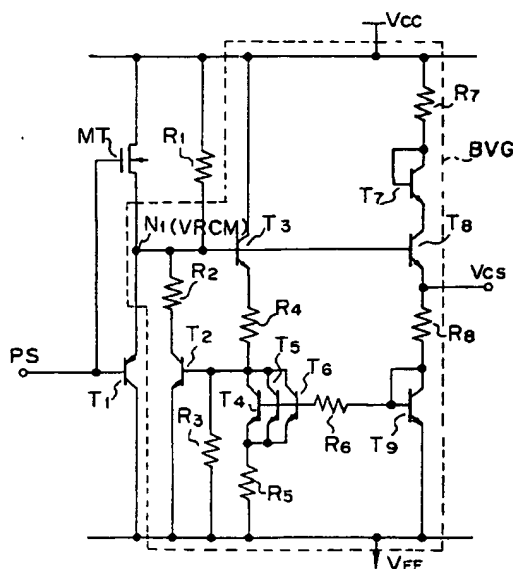 VCC
R7
MT
R1
BVG
T7
N1(VRCM)
T3
T8
R2
VCS
R4
R8
PS
T2
T5
T6
T1
T4
R3
R6
T9
R5
VEE